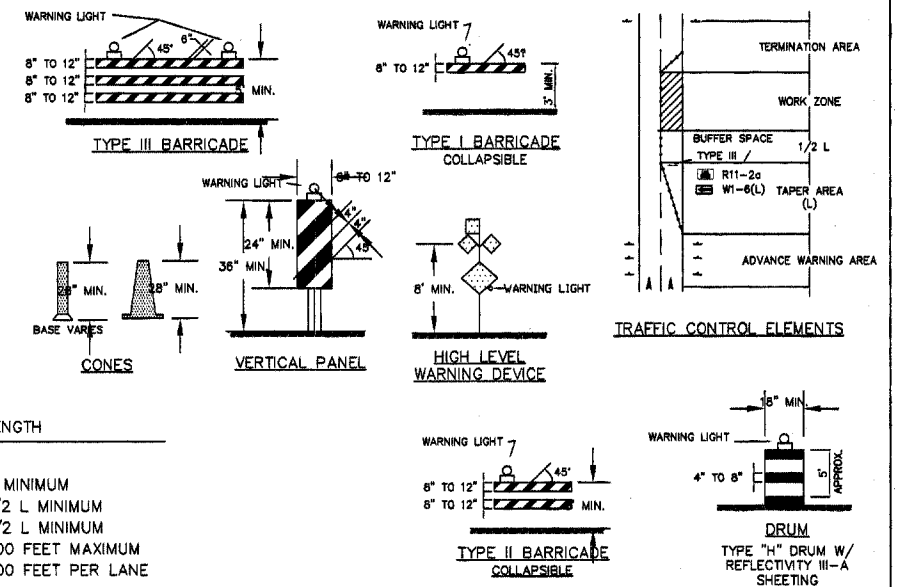 WARNING LIGHT
6"
45°
8" TO 12"
8" TO 12"
8" TO 12"
MIN.
TYPE III BARRICADE
WARNING LIGHT
45°
8" TO 12"
3' MIN.
TYPE I BARRICADE
COLLAPSIBLE
TERMINATION AREA
WORK ZONE
BUFFER SPACE
1/2 L
TYPE III
R11-2a
W1-6(L)
TAPER AREA
(L)
ADVANCE WARNING AREA
TRAFFIC CONTROL ELEMENTS
MIN.
28" MIN.
BASE VARIES
CONES
WARNING LIGHT
TO 12"
4"
4"
45
24" MIN.
36" MIN.
VERTICAL PANEL
8' MIN.
WARNING LIGHT
HIGH LEVEL
WARNING DEVICE
MINIMUM
/2 L MINIMUM
/2 L MINIMUM
00 FEET MAXIMUM
00 FEET PER LANE
WARNING LIGHT
45°
8" TO 12"
8" TO 12"
MIN.
TYPE II BARRICADE
COLLAPSIBLE
18" MIN.
WARNING LIGHT
4" TO 8"
5'
APPROX.
DRUM
TYPE "H" DRUM W/
REFLECTIVITY III-A
SHEETING